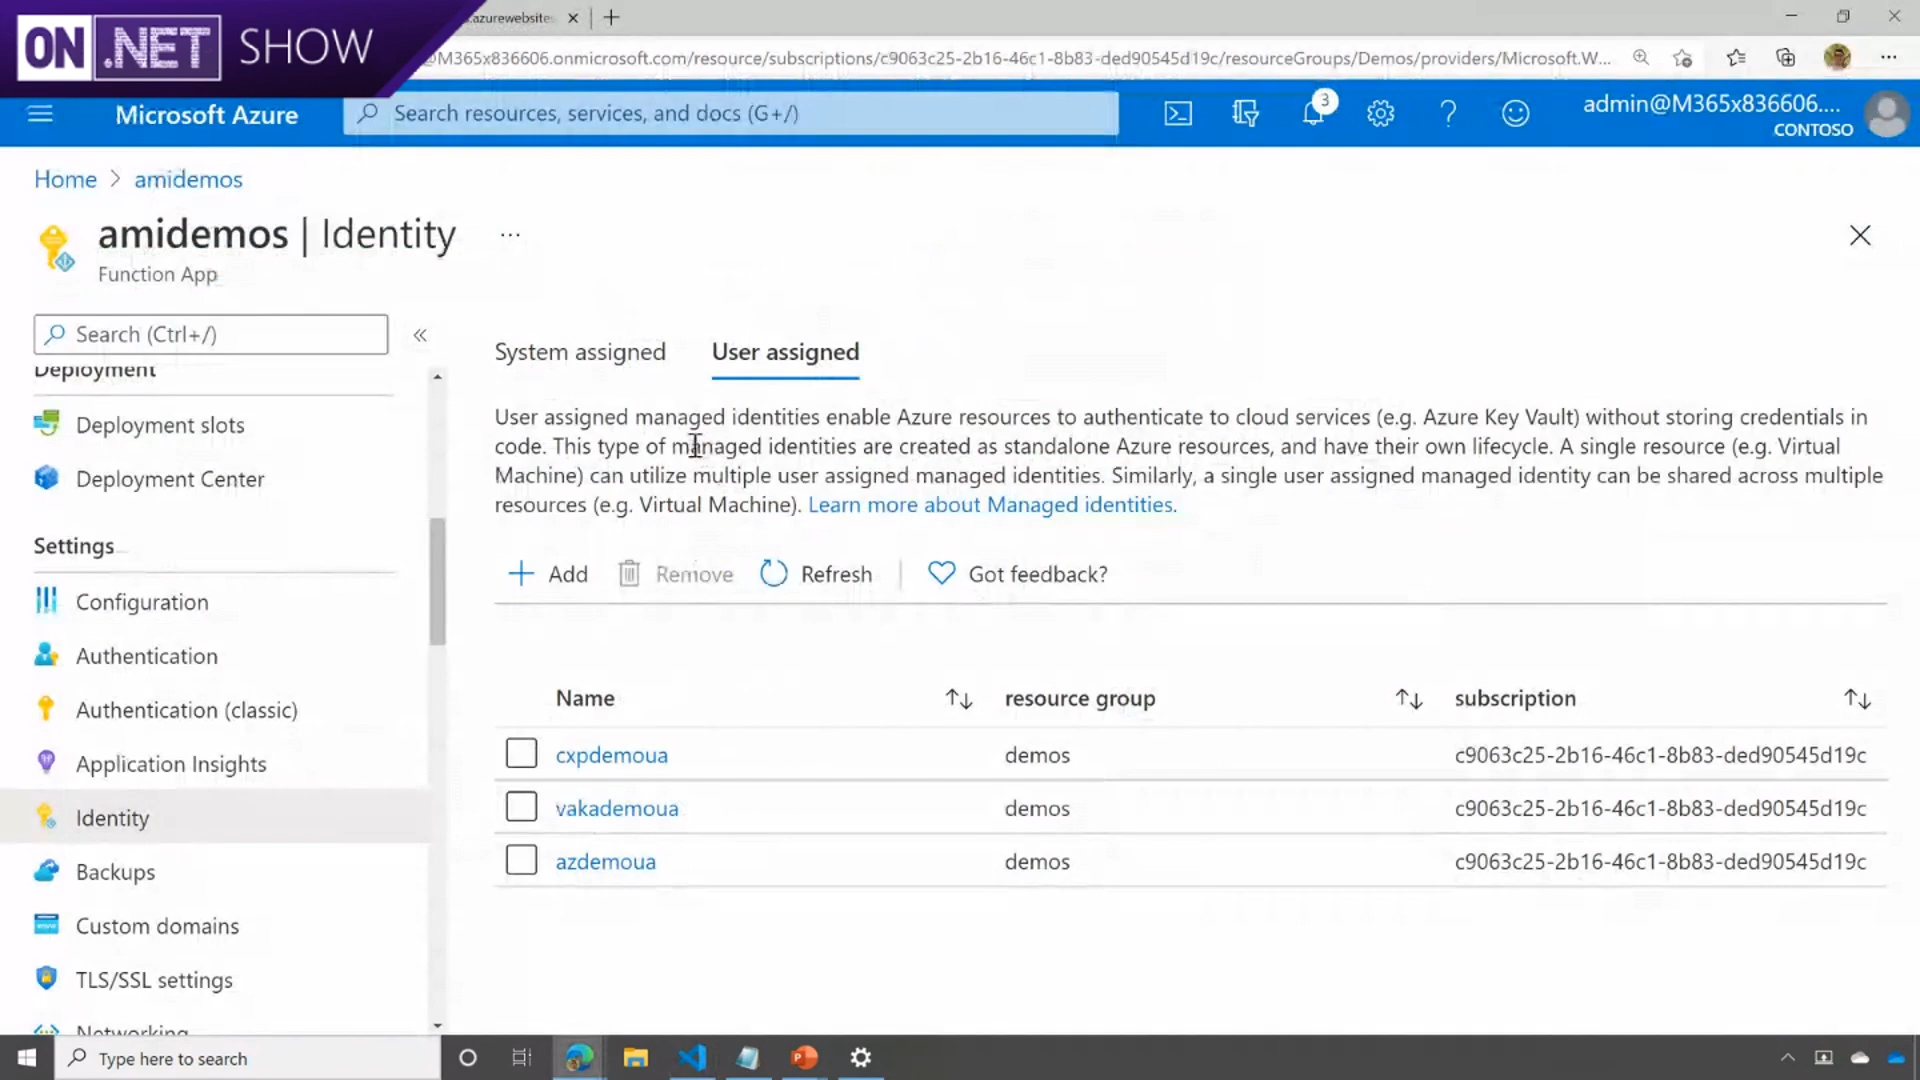 ON .NET SHOW
.azurewebsite
@M365x836606.onmicrosoft.com/resource/subscriptions/c9063c25-2b16-46c1-8b83-ded90545d19c/resourceGroups/Demos/providers/Microsoft.W...
Microsoft Azure
Search resources, services, and docs (G+/)
3
admin@M365x836606....
CONTOSO
Home > amidemos
amidemos | Identity ...
Function App
Search (Ctrl+/)
«
Deployment
Deployment slots
Deployment Center
Settings
Configuration
Authentication
Authentication (classic)
Application Insights
Identity
Backups
Custom domains
TLS/SSL settings
Networking
System assigned
User assigned
User assigned managed identities enable Azure resources to authenticate to cloud services (e.g. Azure Key Vault) without storing credentials in
code. This type of managed identities are created as standalone Azure resources, and have their own lifecycle. A single resource (e.g. Virtual
Machine) can utilize multiple user assigned managed identities. Similarly, a single user assigned managed identity can be shared across multiple
resources (e.g. Virtual Machine). Learn more about Managed identities.
Add
Remove
Refresh
Got feedback?
Name resource group subscription
cxpdemoua demos c9063c25-2b16-46c1-8b83-ded90545d19c
vakademoua demos c9063c25-2b16-46c1-8b83-ded90545d19c
azdemoua demos c9063c25-2b16-46c1-8b83-ded90545d19c
Type here to search